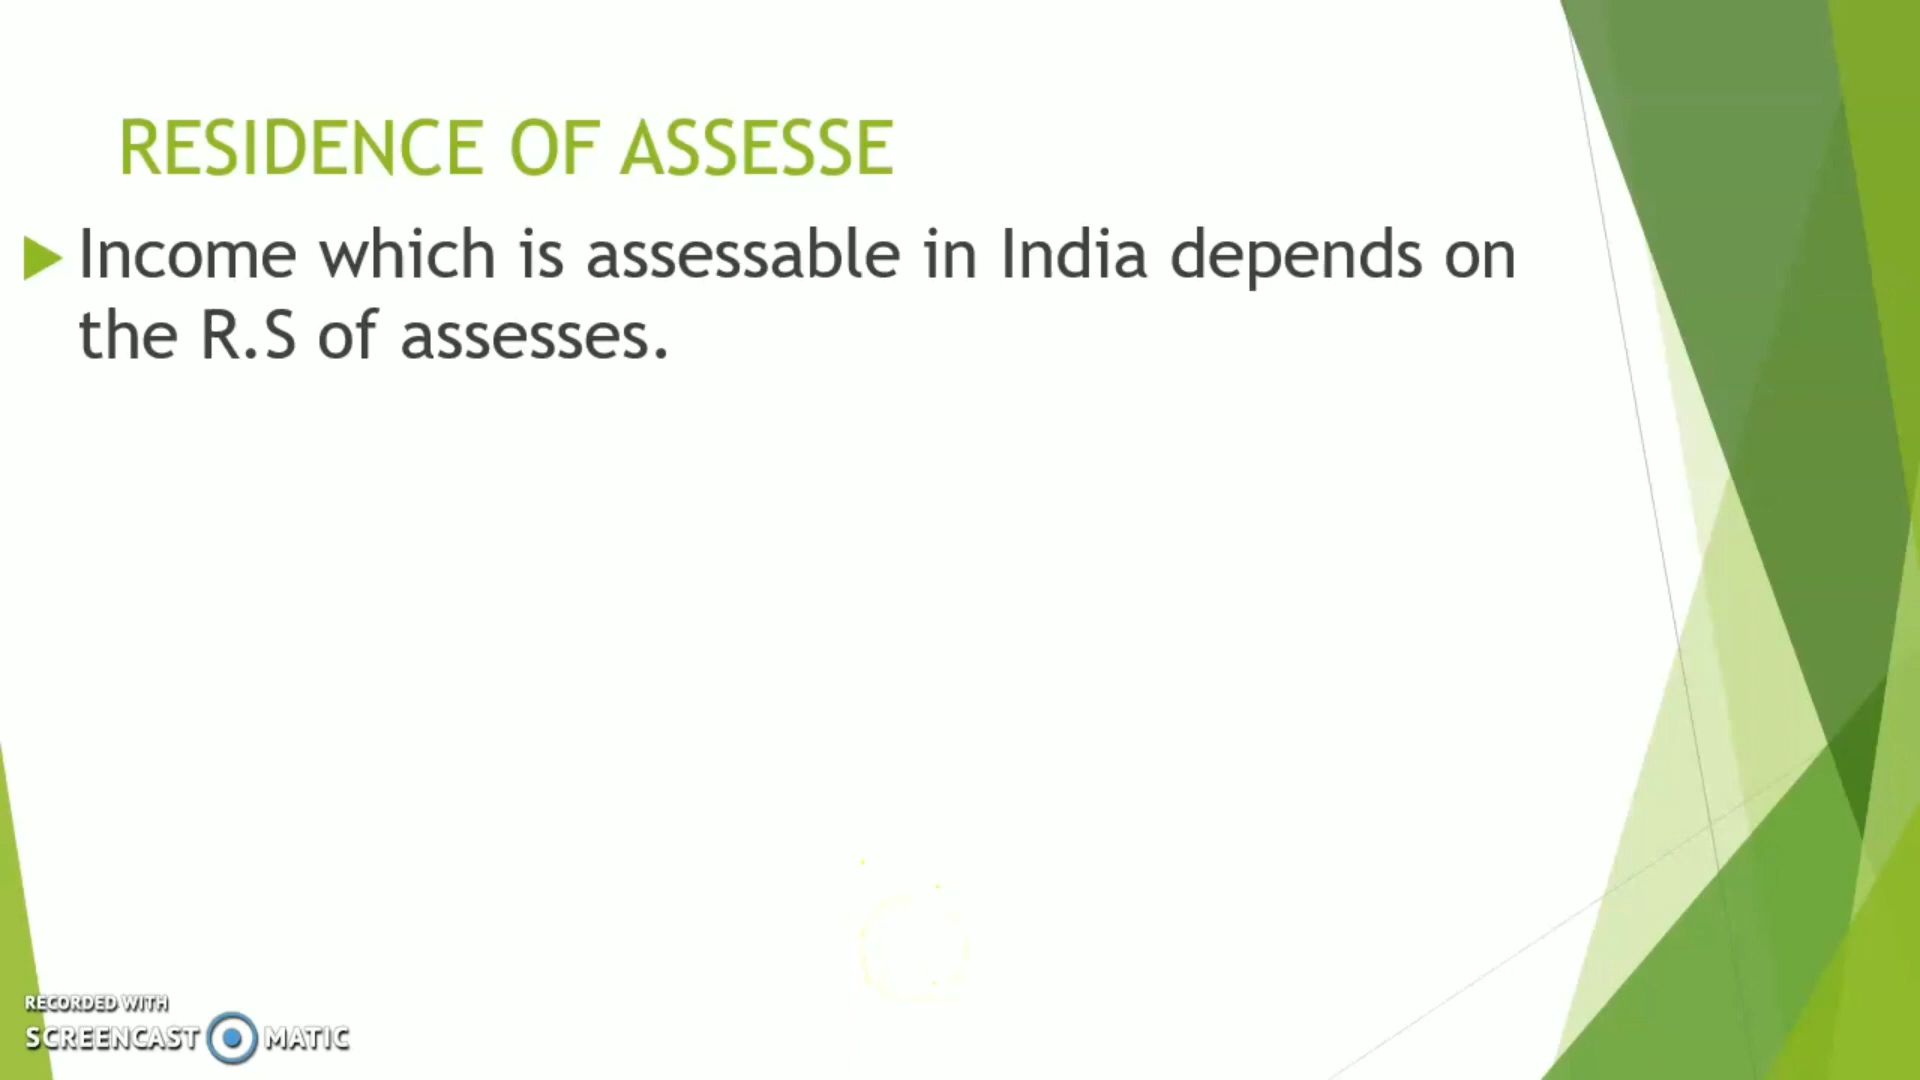 RESIDENCE OF ASSESSE
Income which is assessable in India depends on
the R.S of assesses.
RECORDED WITH
SCREENCAST MATIC